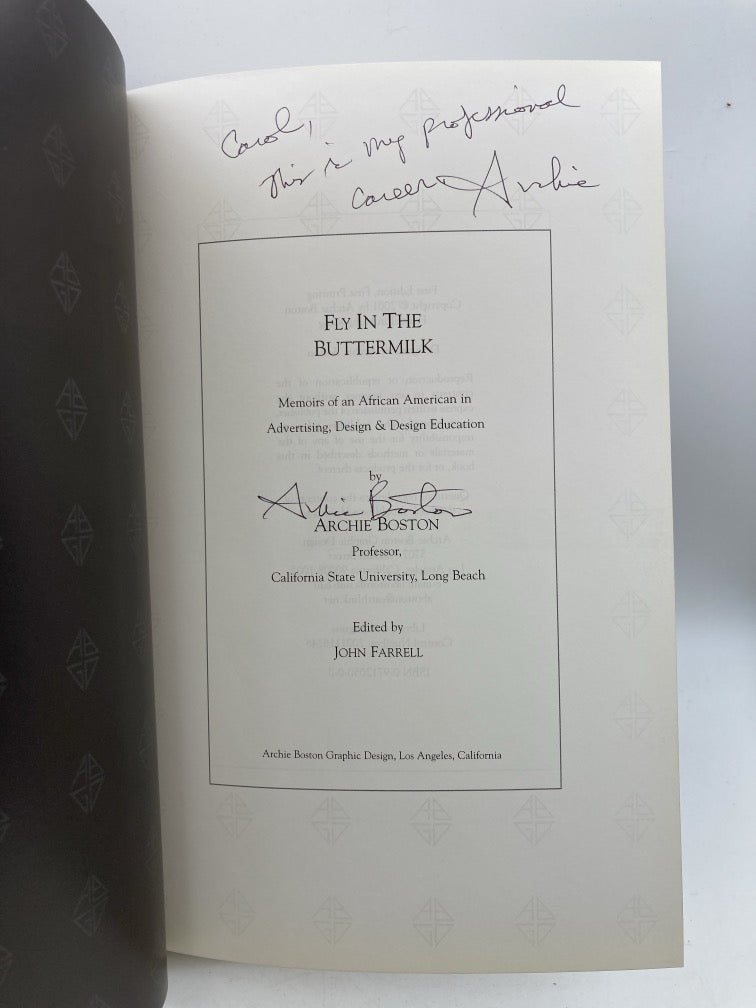 Carol,
This is my professional
career Archie
FLY IN THE
BUTTERMILK
Memoirs of an African American in
Advertising, Design & Design Education
by
Archie Boston
ARCHIE BOSTON
Professor,
California State University, Long Beach
Edited by
JOHN FARRELL
Archie Boston Graphic Design, Los Angeles, California